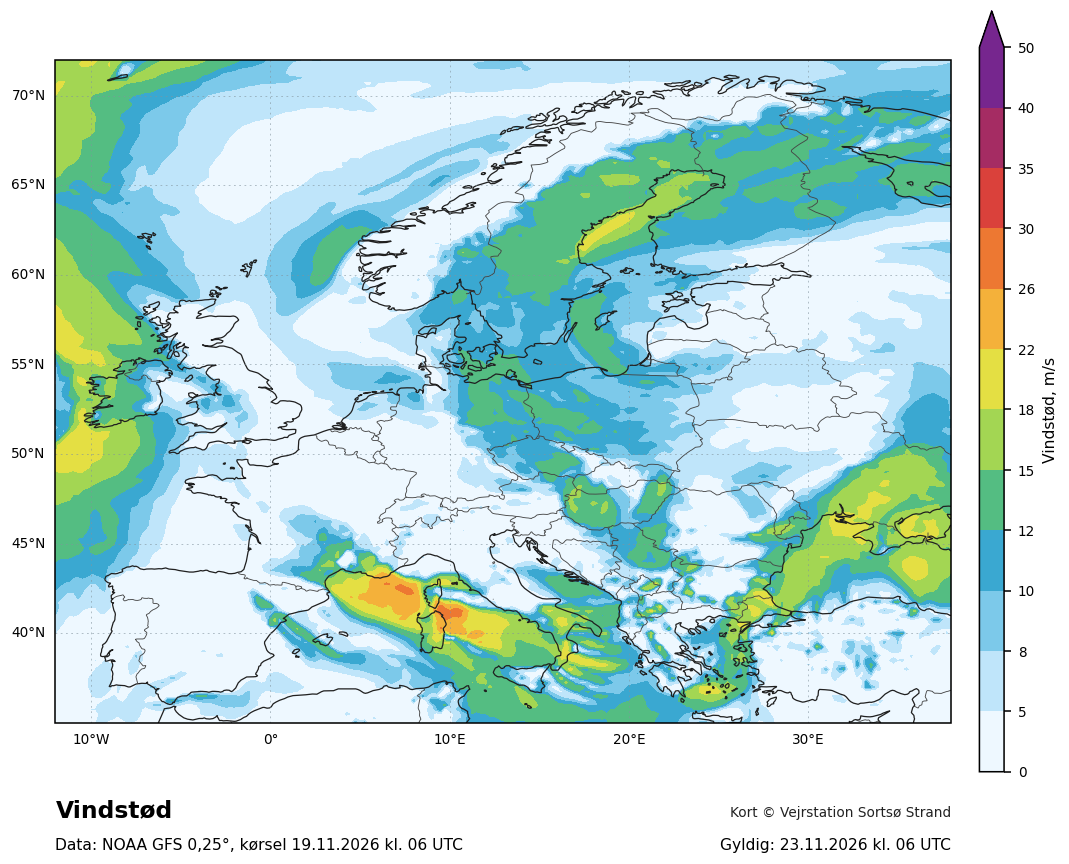 50
40
35
30
26
22
18
15
12
10
8
5
0
Vindstød, m/s
70°N
65°N
60°N
55°N
50°N
45°N
40°N
10°W
0°
10°E
20°E
30°E
Vindstød
Kort © Vejrstation Sortsø Strand
Data: NOAA GFS 0,25°, kørsel 19.11.2026 kl. 06 UTC
Gyldig: 23.11.2026 kl. 06 UTC